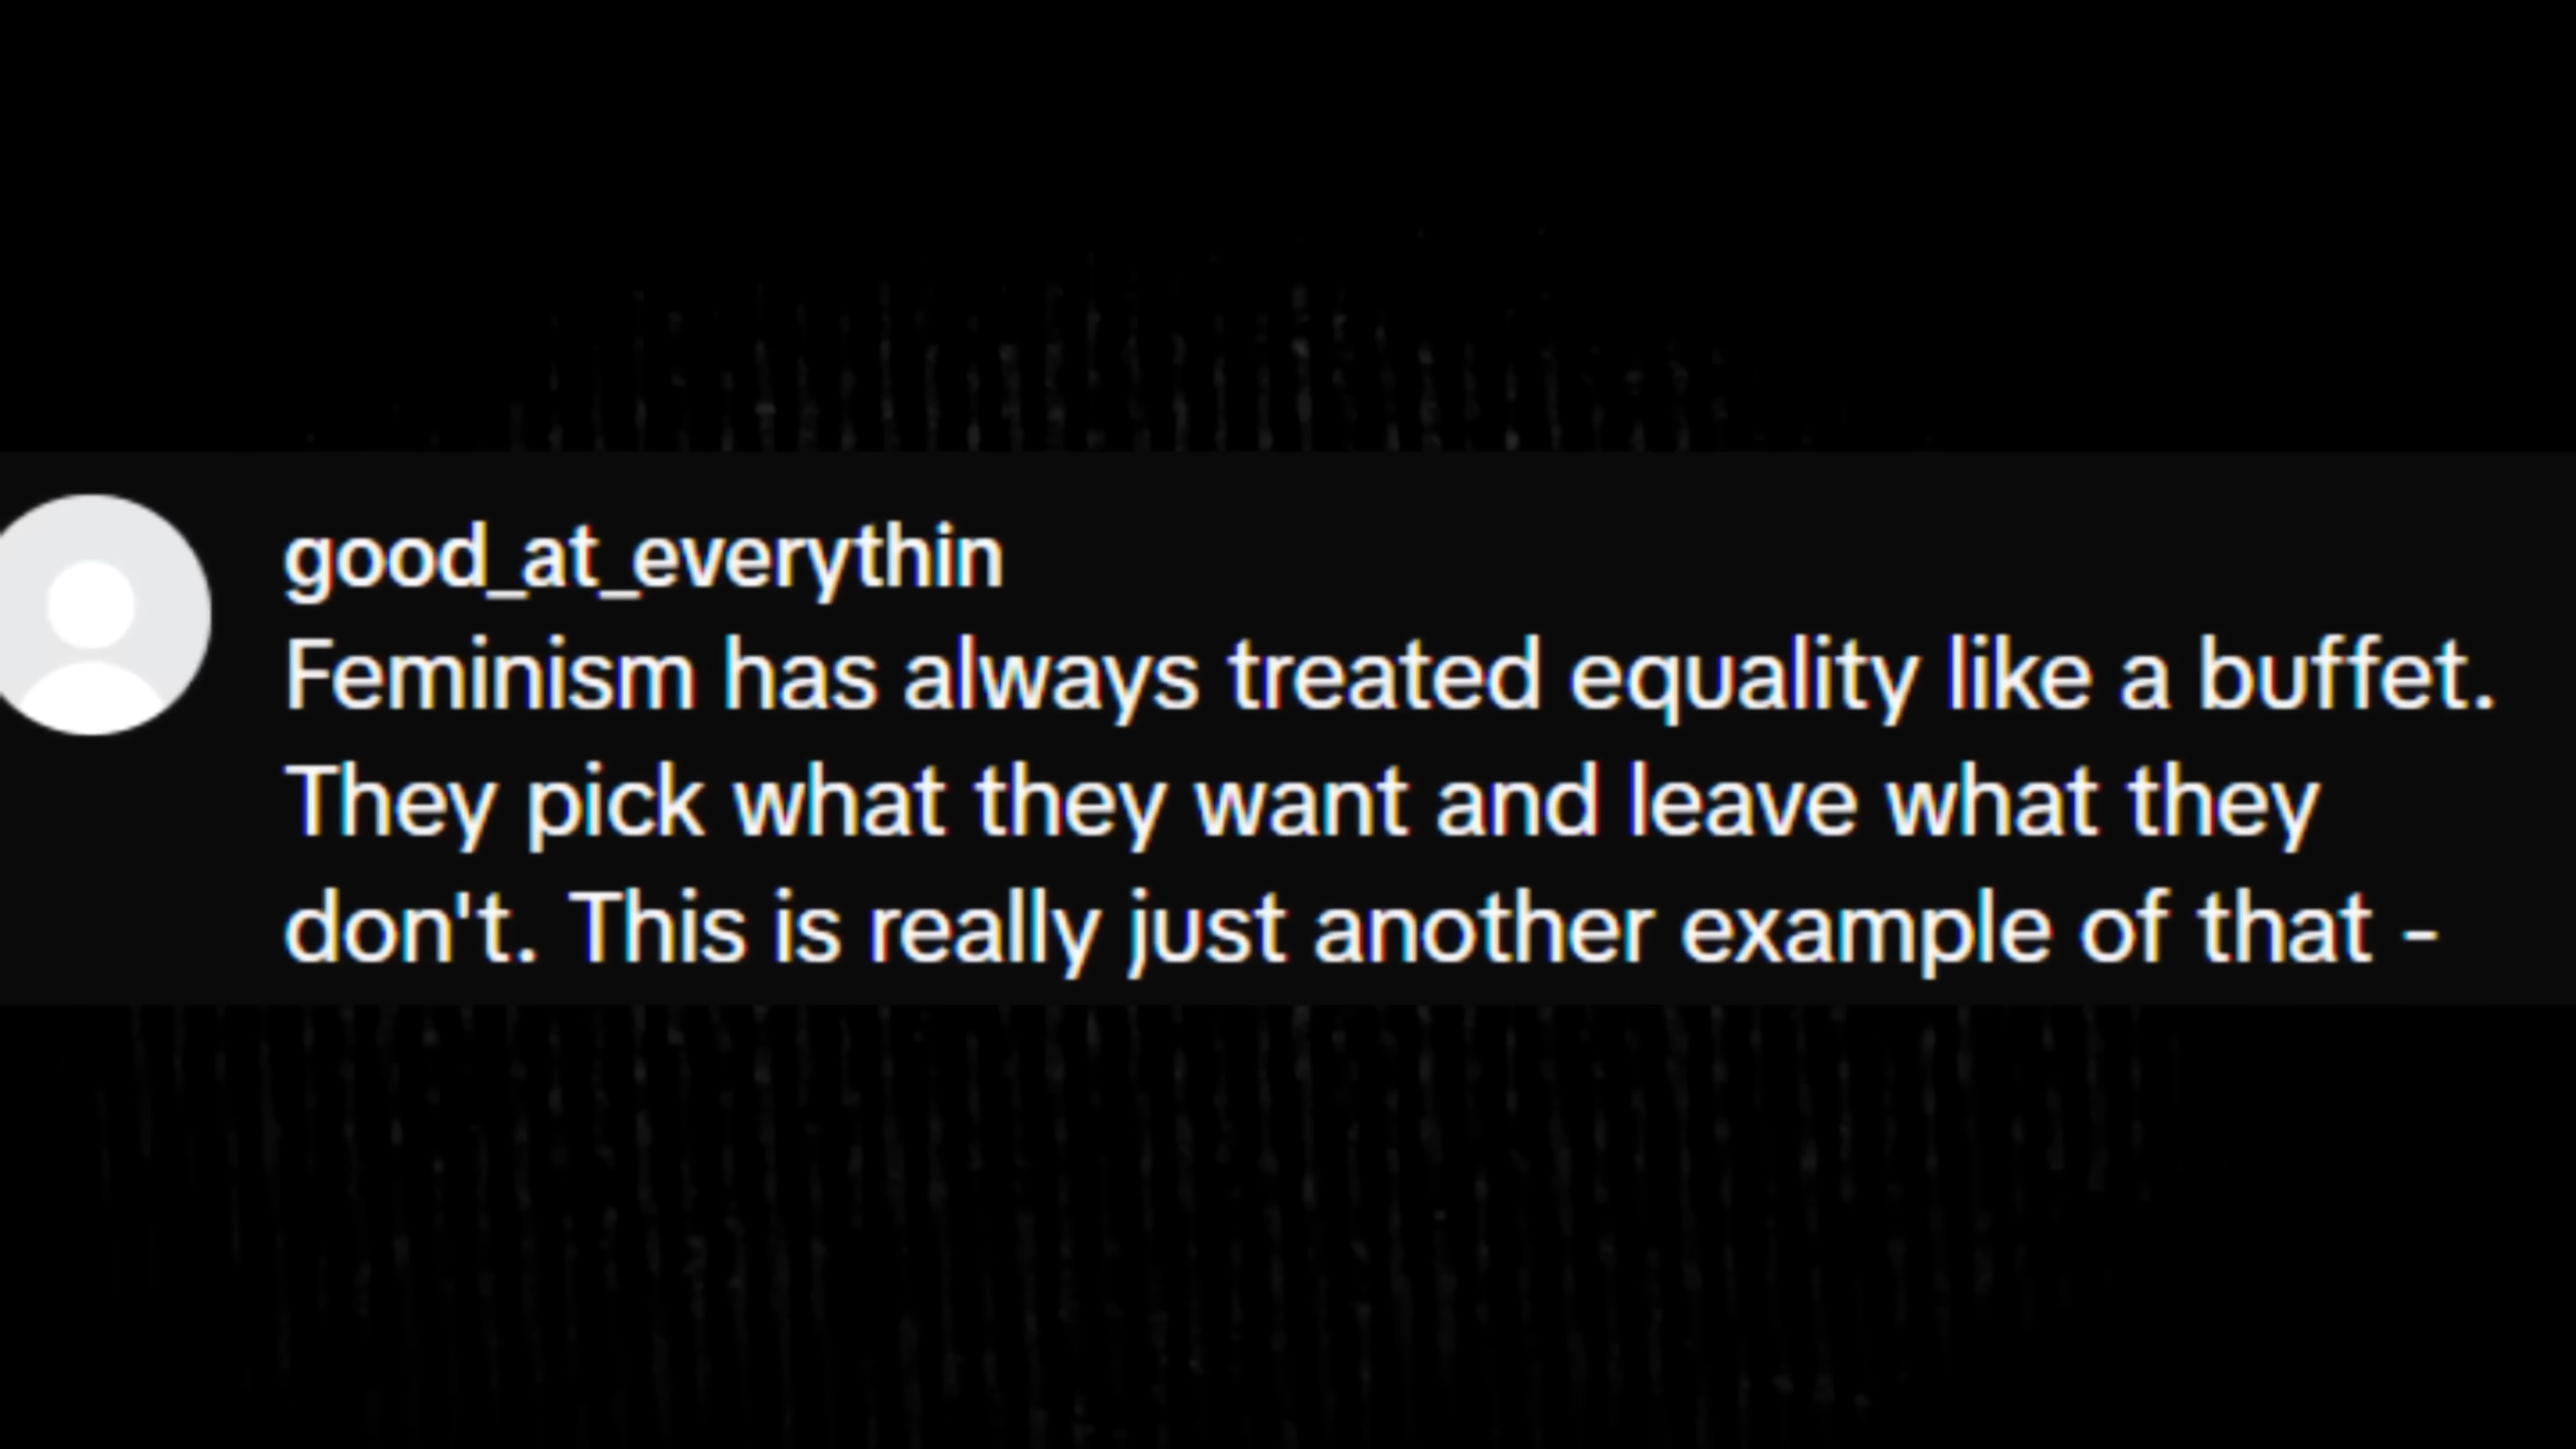 good_at_everythin
Feminism has always treated equality like a buffet.
They pick what they want and leave what they
don't. This is really just another example of that -